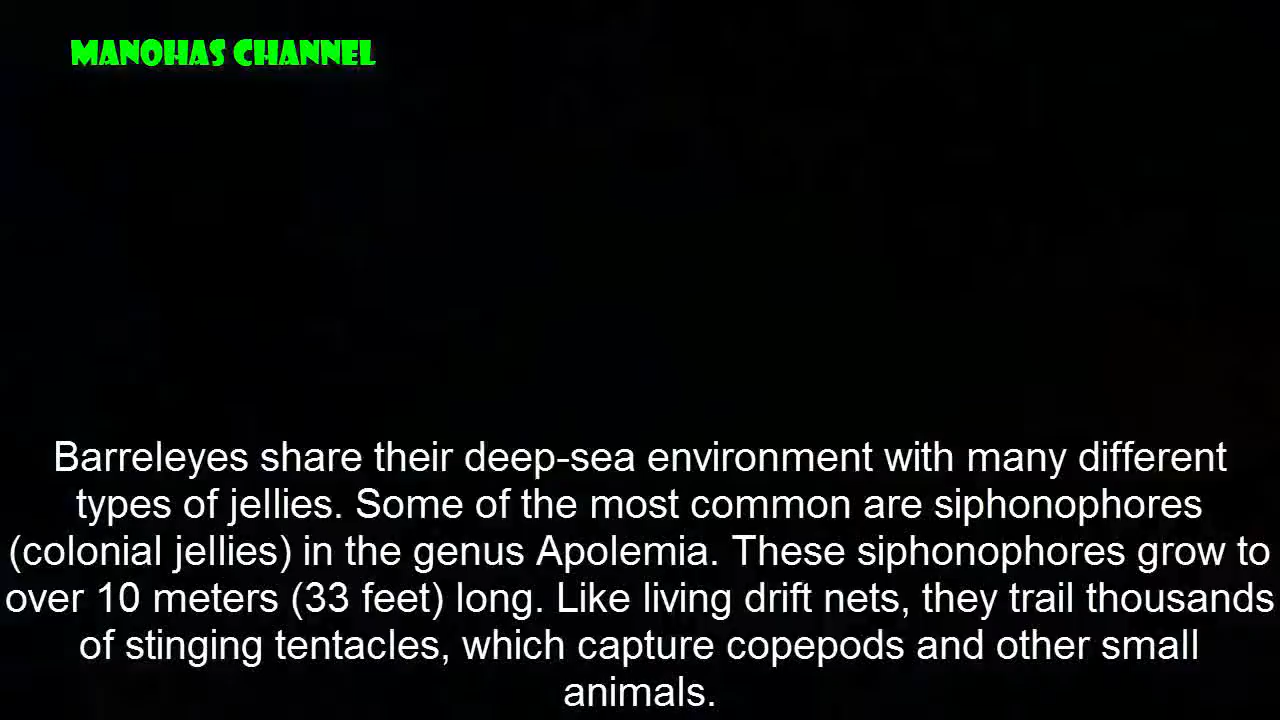 MANOHAS CHANNEL
Barreleyes share their deep-sea environment with many different
types of jellies. Some of the most common are siphonophores
(colonial jellies) in the genus Apolemia. These siphonophores grow to
over 10 meters (33 feet) long. Like living drift nets, they trail thousands
of stinging tentacles, which capture copepods and other small
animals.